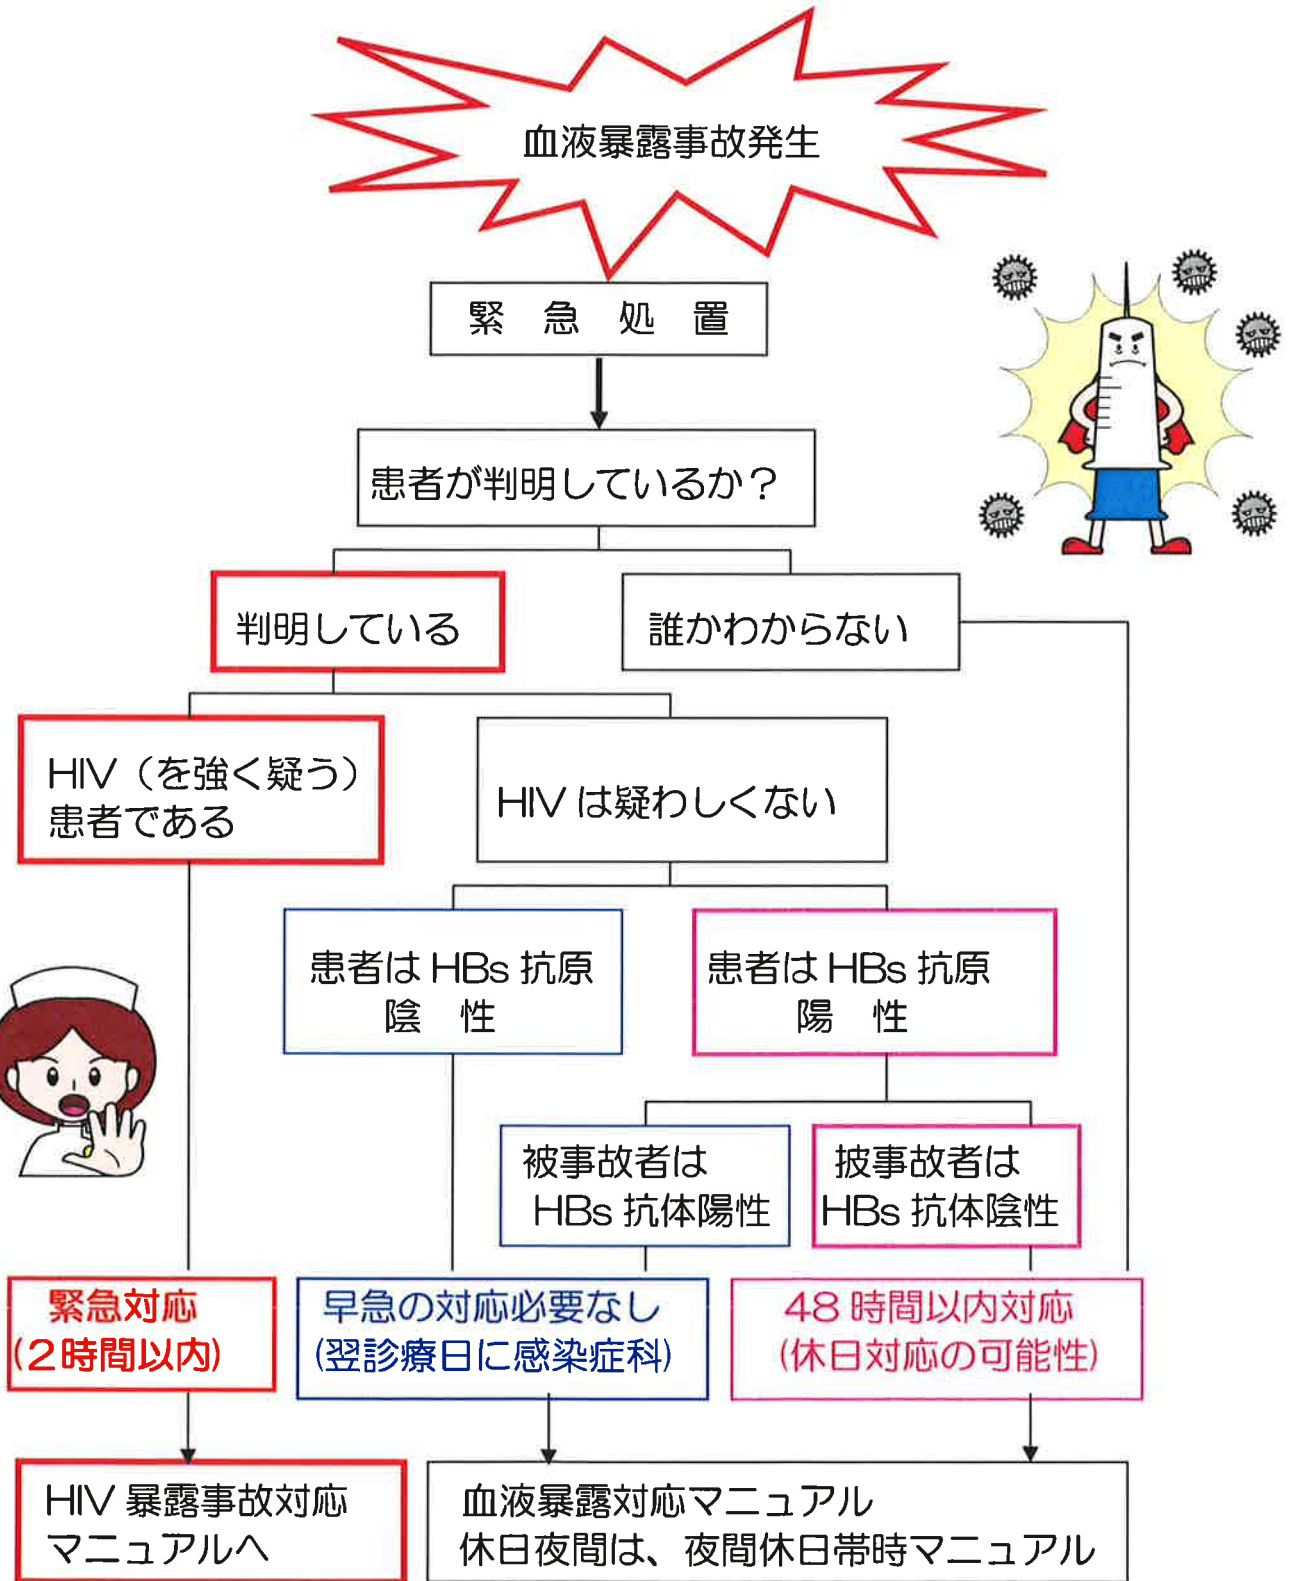 血液暴露事故発生
緊 急 処 置
患者が判明しているか？
判明している
誰かわからない
HIV（を強く疑う）
患者である
HIV は疑わしくない
患者は HBs 抗原
陰 性
患者は HBs 抗原
陽 性
被事故者は
HBs 抗体陽性
披事故者は
HBs 抗体陰性
緊急対応
(2時間以内)
早急の対応必要なし
(翌診療日に感染症科)
48 時間以内対応
(休日対応の可能性)
HIV 暴露事故対応
マニュアルへ
血液暴露対応マニュアル
休日夜間は、夜間休日帯時マニュアル